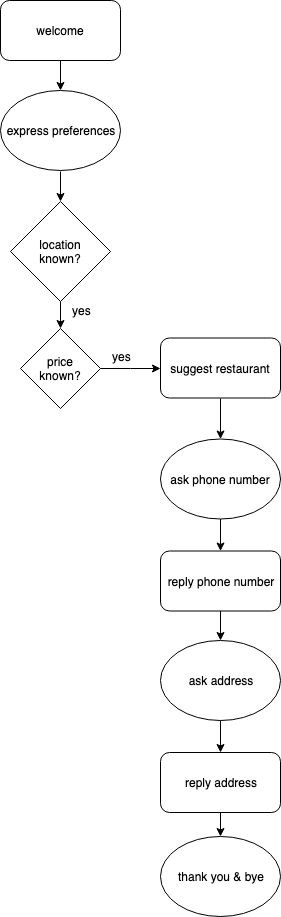 welcome
express preferences
location
known?
yes
price
known?
yes
suggest restaurant
ask phone number
reply phone number
ask address
reply address
thank you & bye